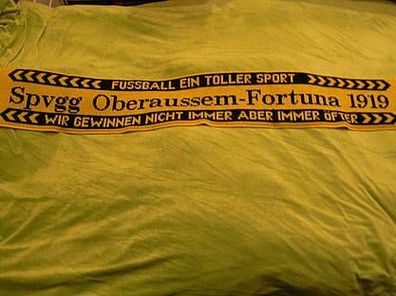 FUSSBALL EIN TOLLER SPORT
Spvgg Oberaussem-Fortuna 1919
WIR GEWINNEN NICHT IMMER ABER IMMER ÖFTER